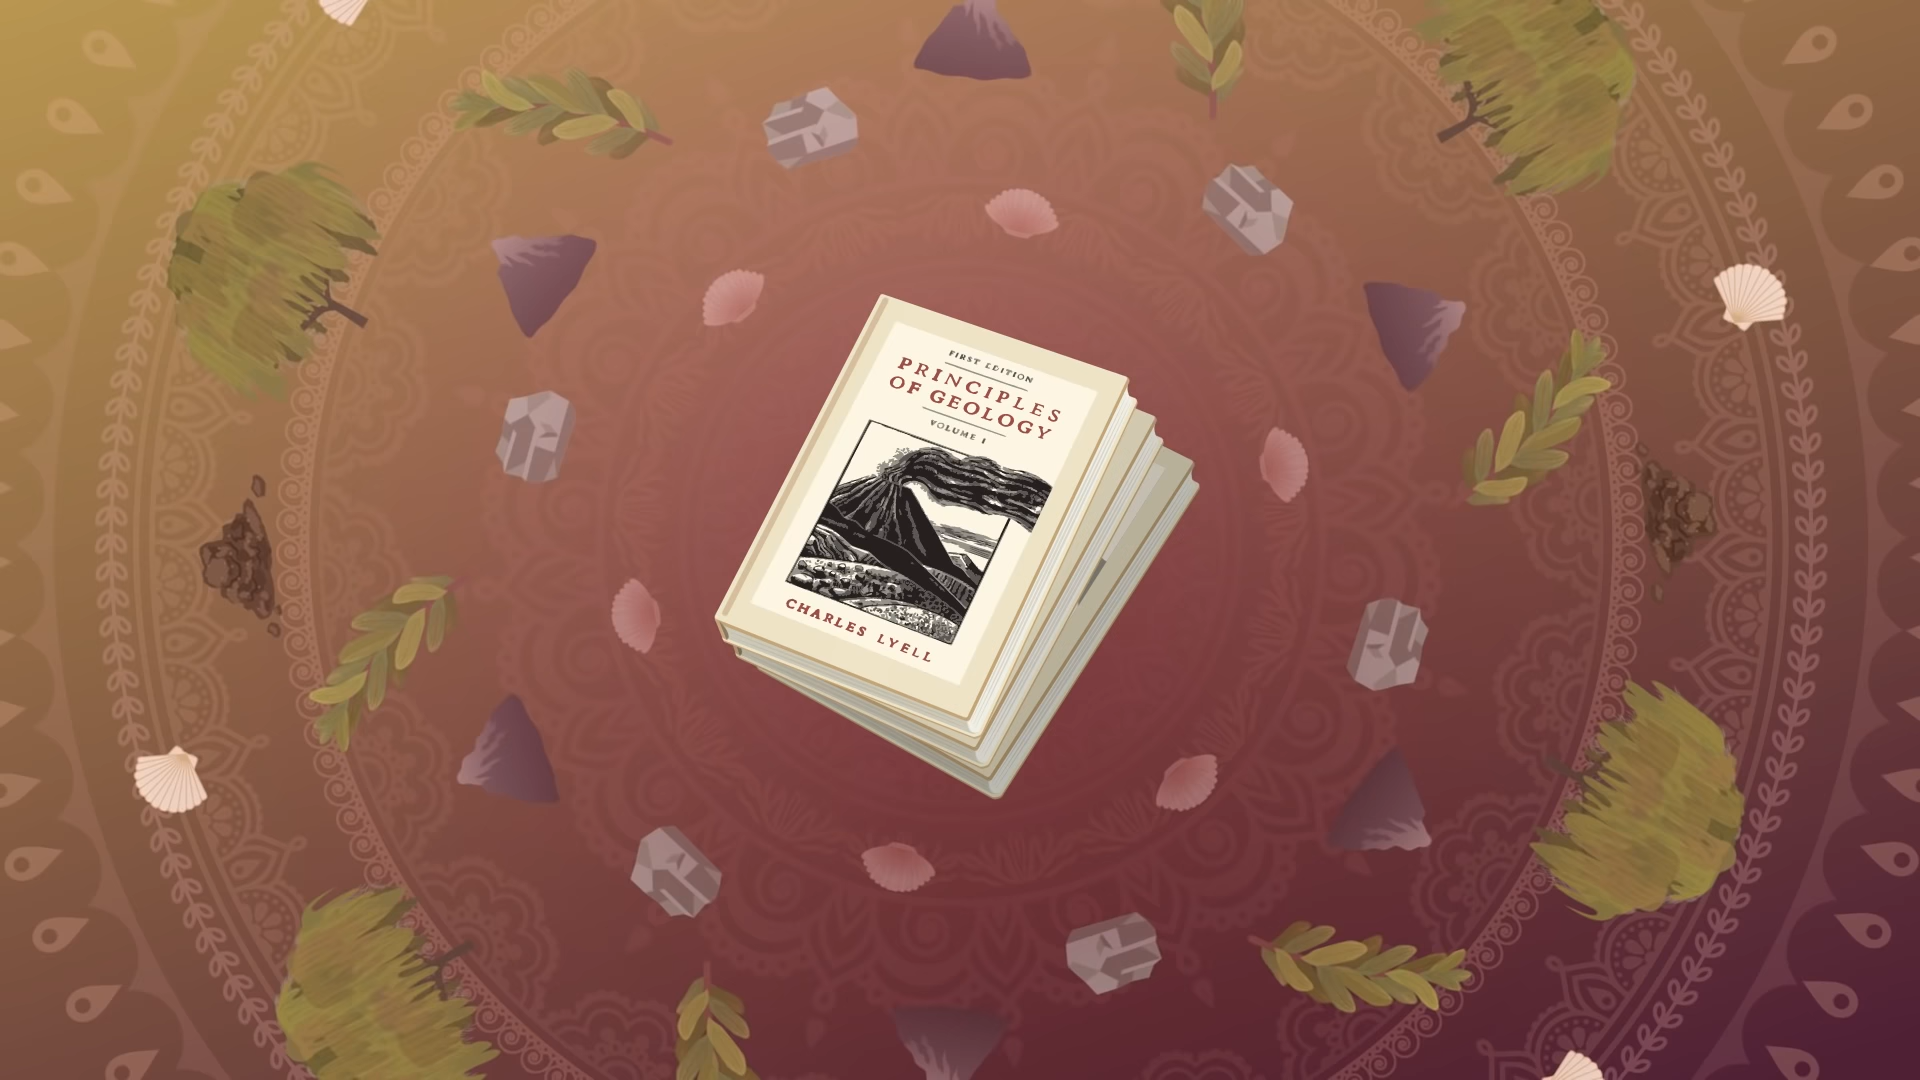 FIRST EDITION
PRINCIPLES
OF GEOLOGY
VOLUME I
CHARLES LYELL